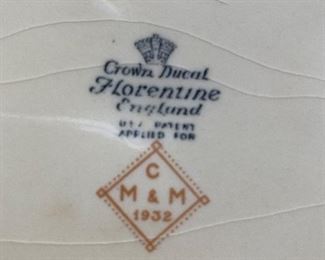 Crown Ducal
Florentine
England
U.S.A. PATENT
APPLIED FOR
C
M & M
1932